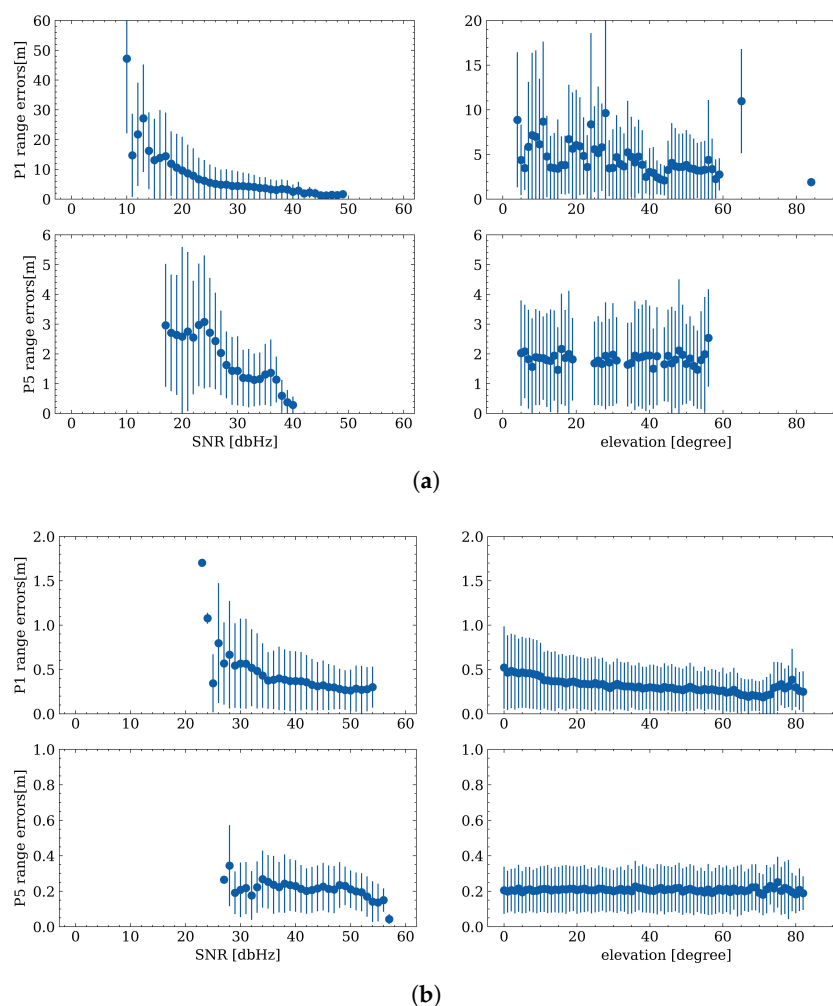 P1 range errors[m]
60
50
40
30
20
10
0
0 10 20 30 40 50 60
20
15
10
5
0
0 20 40 60 80
P5 range errors[m]
6
5
4
3
2
1
0
0 10 20 30 40 50 60
SNR [dbHz]
6
5
4
3
2
1
0
0 20 40 60 80
elevation [degree]
(a)
P1 range errors[m]
2.0
1.5
1.0
0.5
0.0
0 10 20 30 40 50 60
2.0
1.5
1.0
0.5
0.0
0 20 40 60 80
P5 range errors[m]
1.0
0.8
0.6
0.4
0.2
0.0
0 10 20 30 40 50 60
SNR [dbHz]
1.0
0.8
0.6
0.4
0.2
0.0
0 20 40 60 80
elevation [degree]
(b)